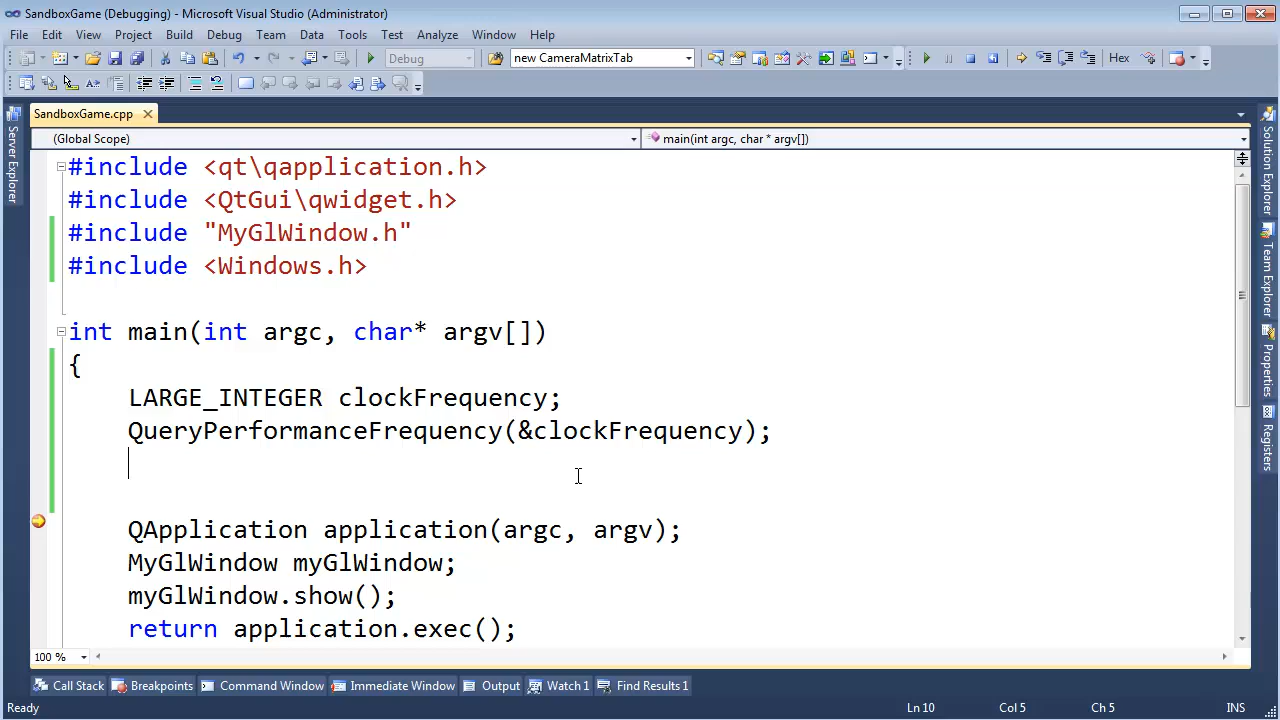 SandboxGame (Debugging) - Microsoft Visual Studio (Administrator)
File Edit View Project Build Debug Team Data Tools Test Analyze Window Help
Debug new CameraMatrixTab Hex
SandboxGame.cpp
(Global Scope) main(int argc, char * argv[])
#include <qt\qapplication.h>
#include <QtGui\qwidget.h>
#include "MyGlWindow.h"
#include <Windows.h>
int main(int argc, char* argv[])
{
LARGE_INTEGER clockFrequency;
QueryPerformanceFrequency(&clockFrequency);
QApplication application(argc, argv);
MyGlWindow myGlWindow;
myGlWindow.show();
return application.exec();
Server Explorer
Solution Explorer
Team Explorer
Properties
Registers
100 %
Call Stack Breakpoints Command Window Immediate Window Output Watch 1 Find Results 1
Ready Ln 10 Col 5 Ch 5 INS